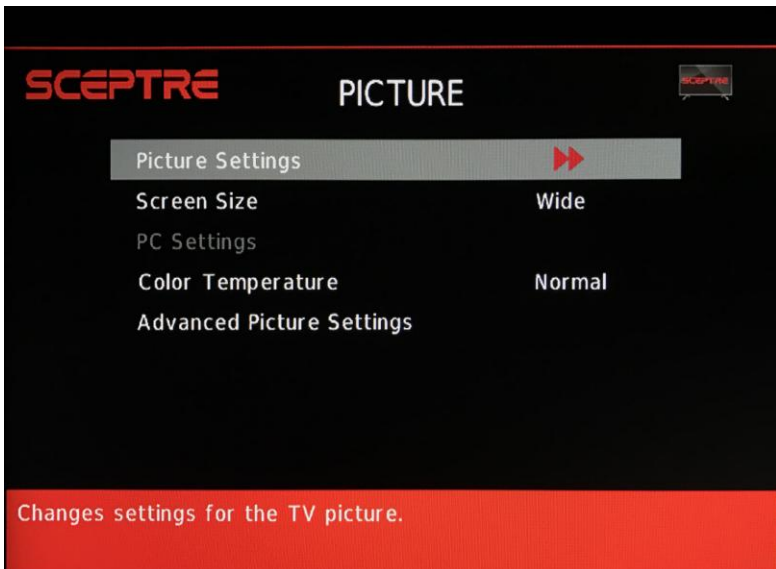 SCEPTRE
PICTURE
SCEPTRE
Picture Settings
Screen Size Wide
PC Settings
Color Temperature Normal
Advanced Picture Settings
Changes settings for the TV picture.